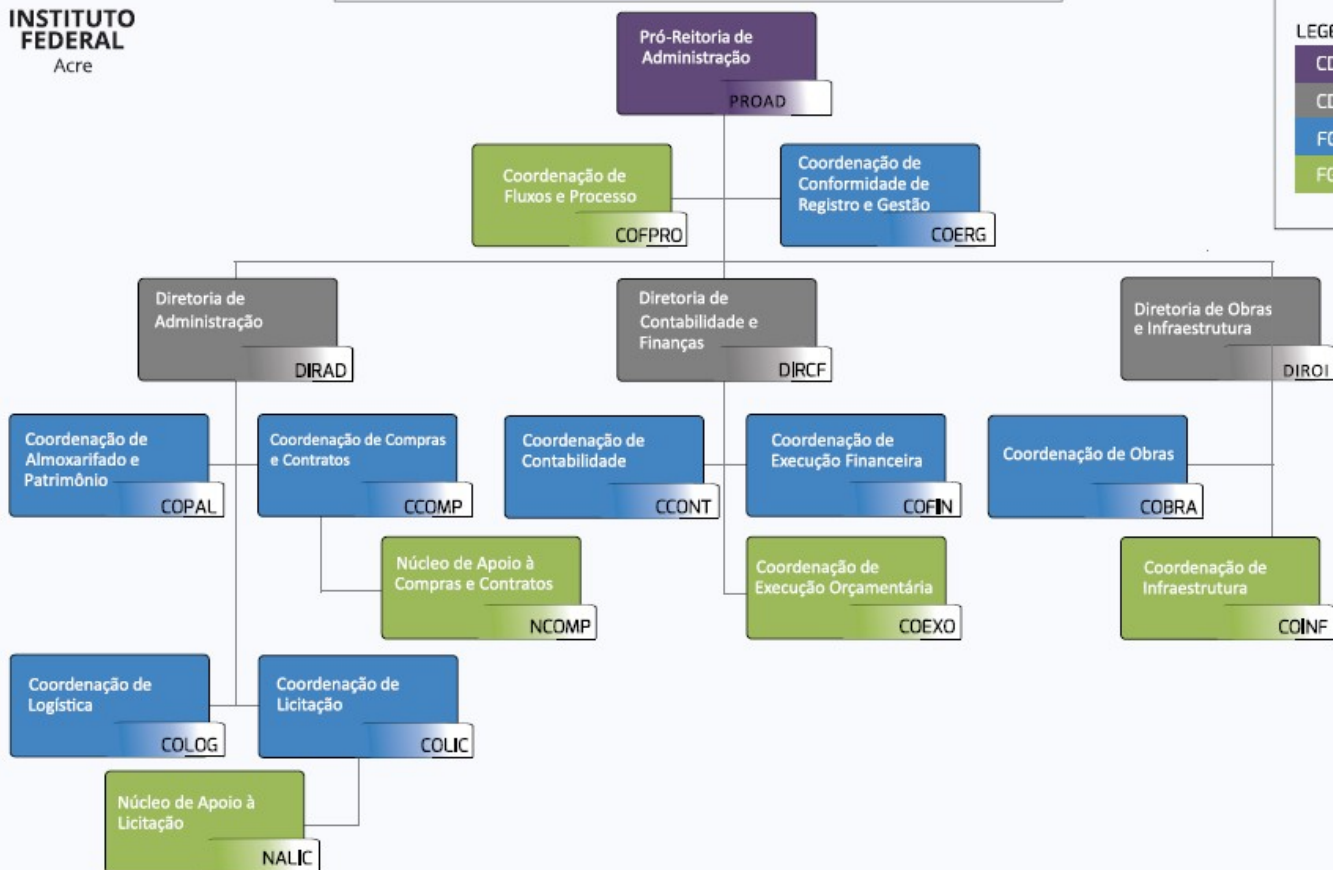 INSTITUTO
FEDERAL
Acre
Pró-Reitoria de
Administração
PROAD
CD
CD
Coordenação de
Fluxos e Processo
COFPRO
Coordenação de
Conformidade de
Registro e Gestão
COERG
Diretoria de
Administração
DIRAD
Diretoria de
Contabilidade e
Finanças
DIRCF
Diretoria de Obras
e Infraestrutura
DIROI
Coordenação de
Almoxarifado e
Patrimônio
COPAL
Coordenação de Compras
e Contratos
CCOMP
Coordenação de
Contabilidade
CCONT
Coordenação de
Execução Financeira
COFIN
Coordenação de Obras
COBRA
Núcleo de Apoio à
Compras e Contratos
NCOMP
Coordenação de
Execução Orçamentária
COEXO
Coordenação de
Infraestrutura
COINF
Coordenação de
Logística
COLOG
Coordenação de
Licitação
COLIC
Núcleo de Apoio à
Licitação
NALIC